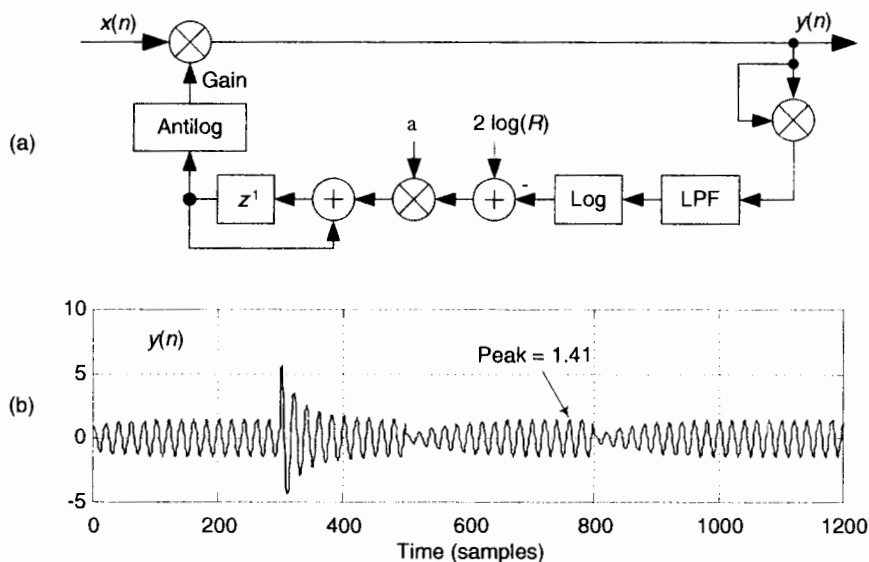 x(n)
y(n)
Gain
Antilog
a
2 log(R)
(a)
z¹
+
+
-
Log
LPF
10
y(n)
Peak = 1.41
5
(b)
0
-5
0
200
400
600
800
1000
1200
Time (samples)